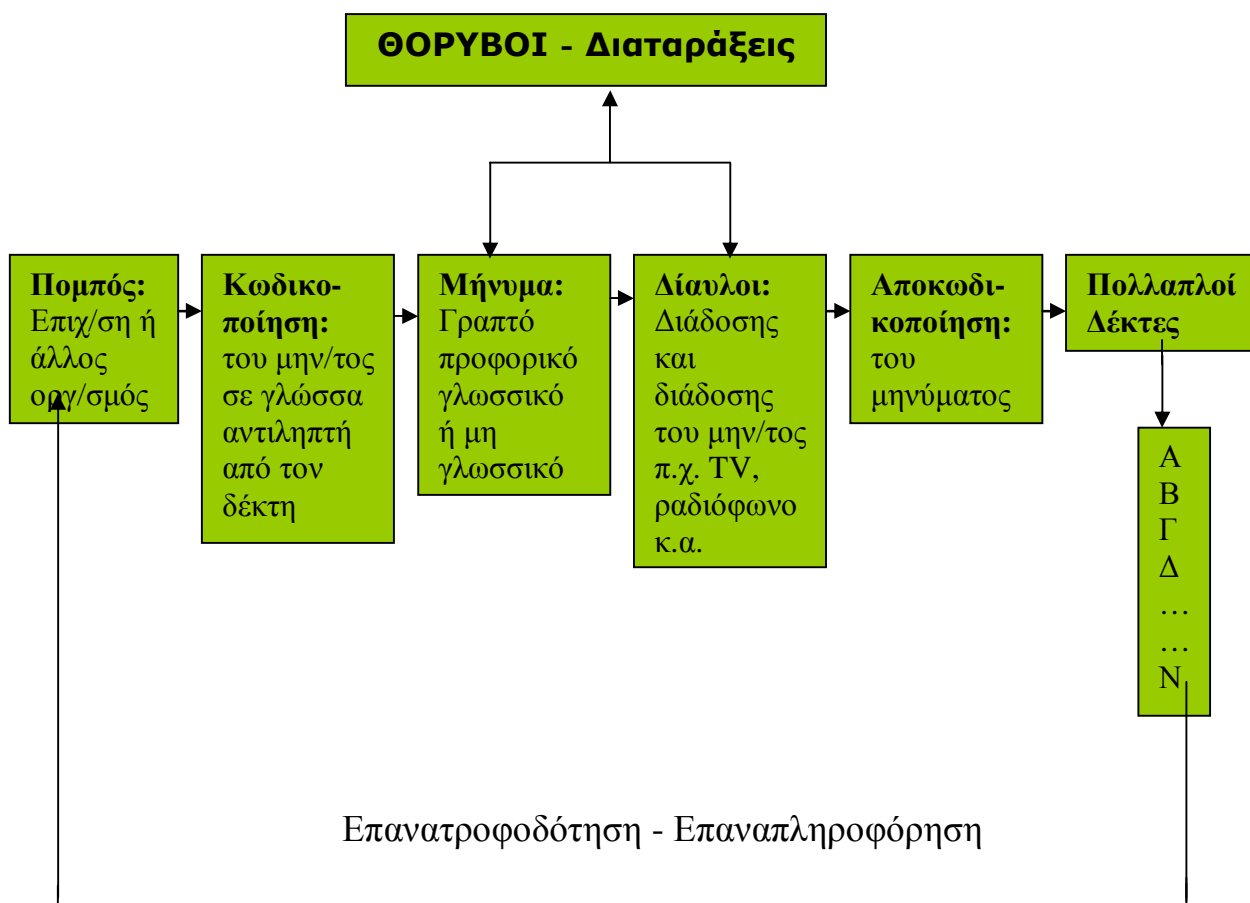 ΘΟΡΥΒΟΙ - Διαταράξεις
Πομπός:
Επιχ/ση ή
άλλος
οργ/σμός
Κωδικο-
ποίηση:
του μην/τος
σε γλώσσα
αντιληπτή
από τον
δέκτη
Μήνυμα:
Γραπτό
προφορικό
γλωσσικό
ή μη
γλωσσικό
Δίαυλοι:
Διάδοσης
και
διάδοσης
του μην/τος
π.χ. TV,
ραδιόφωνο
κ.α.
Αποκωδι-
κοποίηση:
του
μηνύματος
Πολλαπλοί
Δέκτες
Α
Β
Γ
Δ
…
…
Ν
Επανατροφοδότηση - Επαναπληροφόρηση